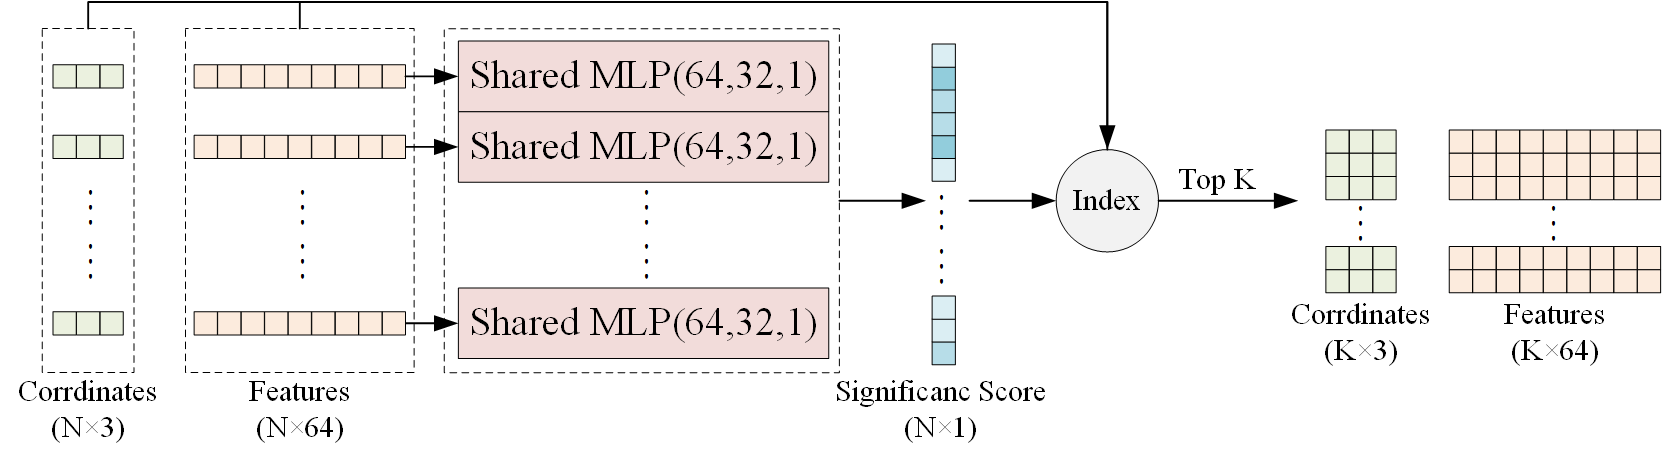 Shared MLP(64,32,1)
Shared MLP(64,32,1)
Shared MLP(64,32,1)
Corrdinates
(N×3)
Features
(N×64)
Significanc Score
(N×1)
Index
Top K
Corrdinates
(K×3)
Features
(K×64)